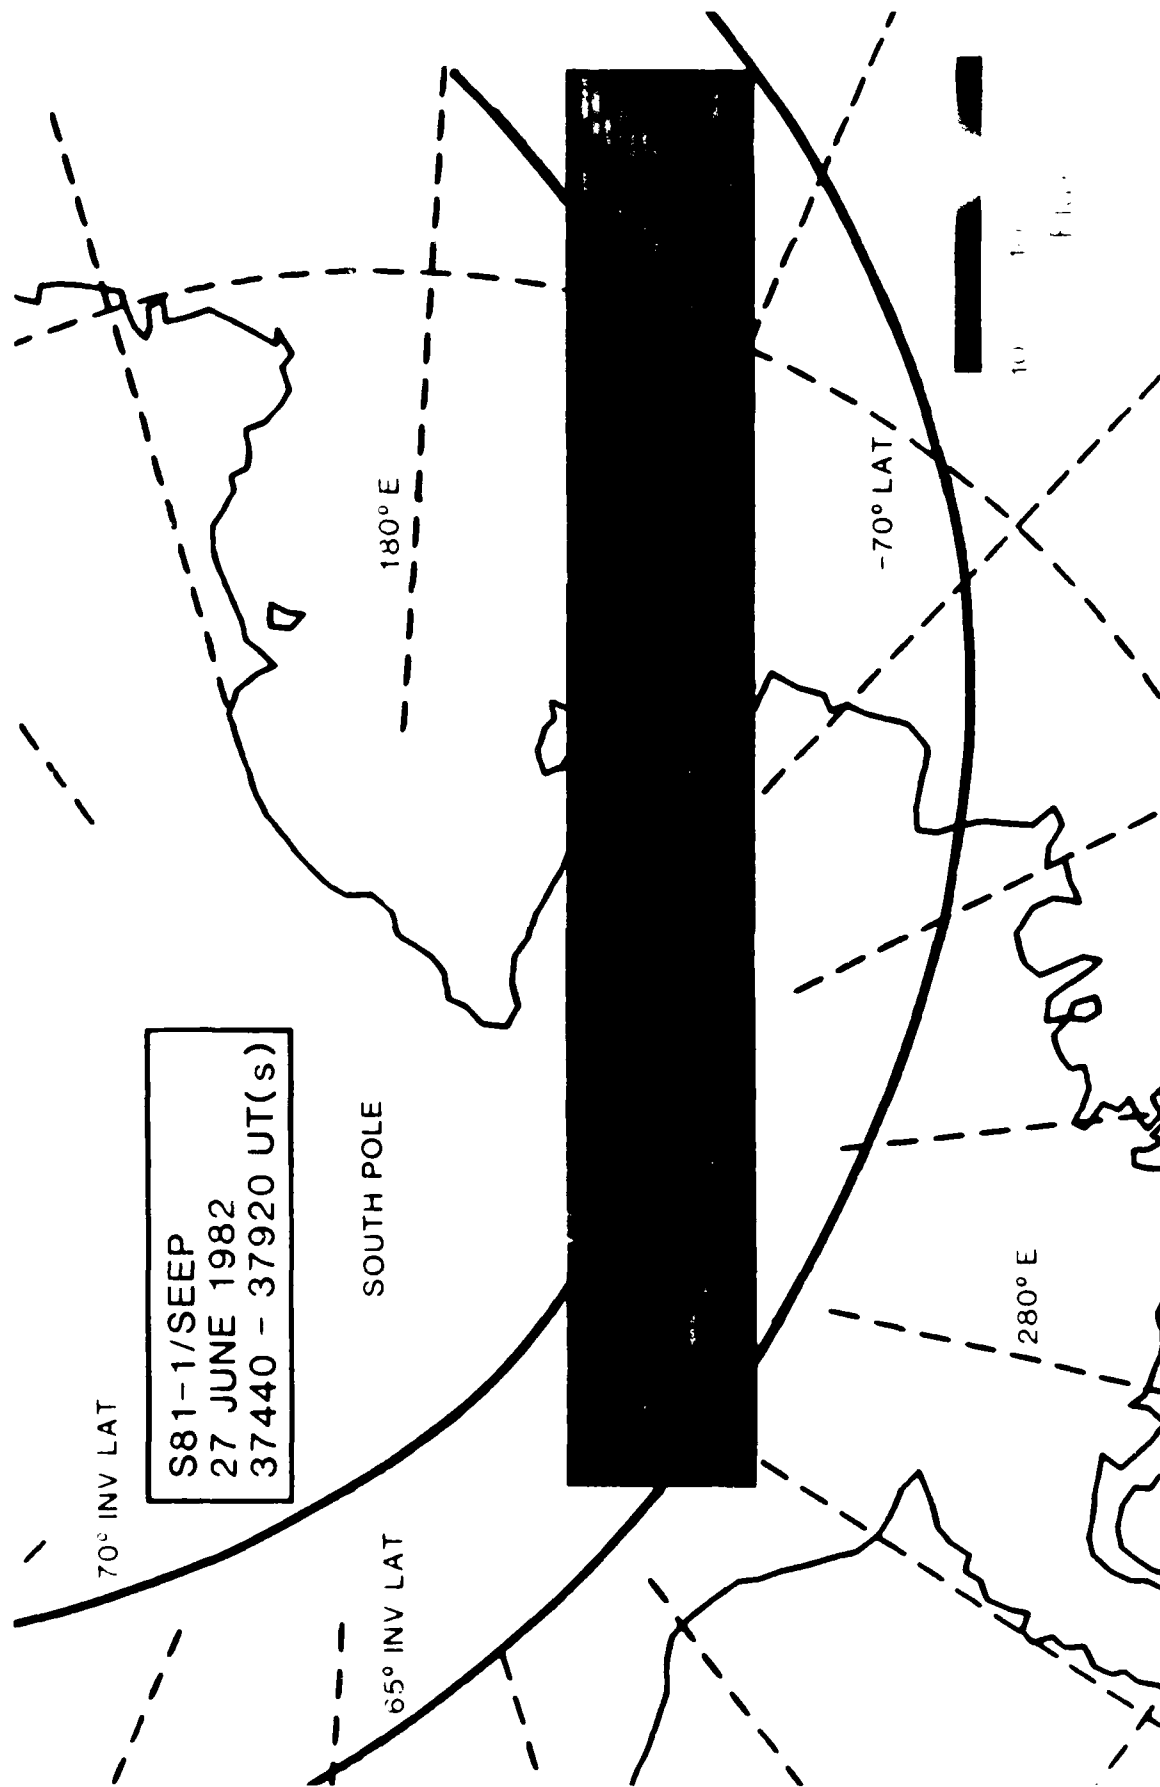 70° INV LAT
S81-1/SEEP
27 JUNE 1982
37440 - 37920 UT(s)
SOUTH POLE
65° INV LAT
180° E
-70° LAT
280° E
10